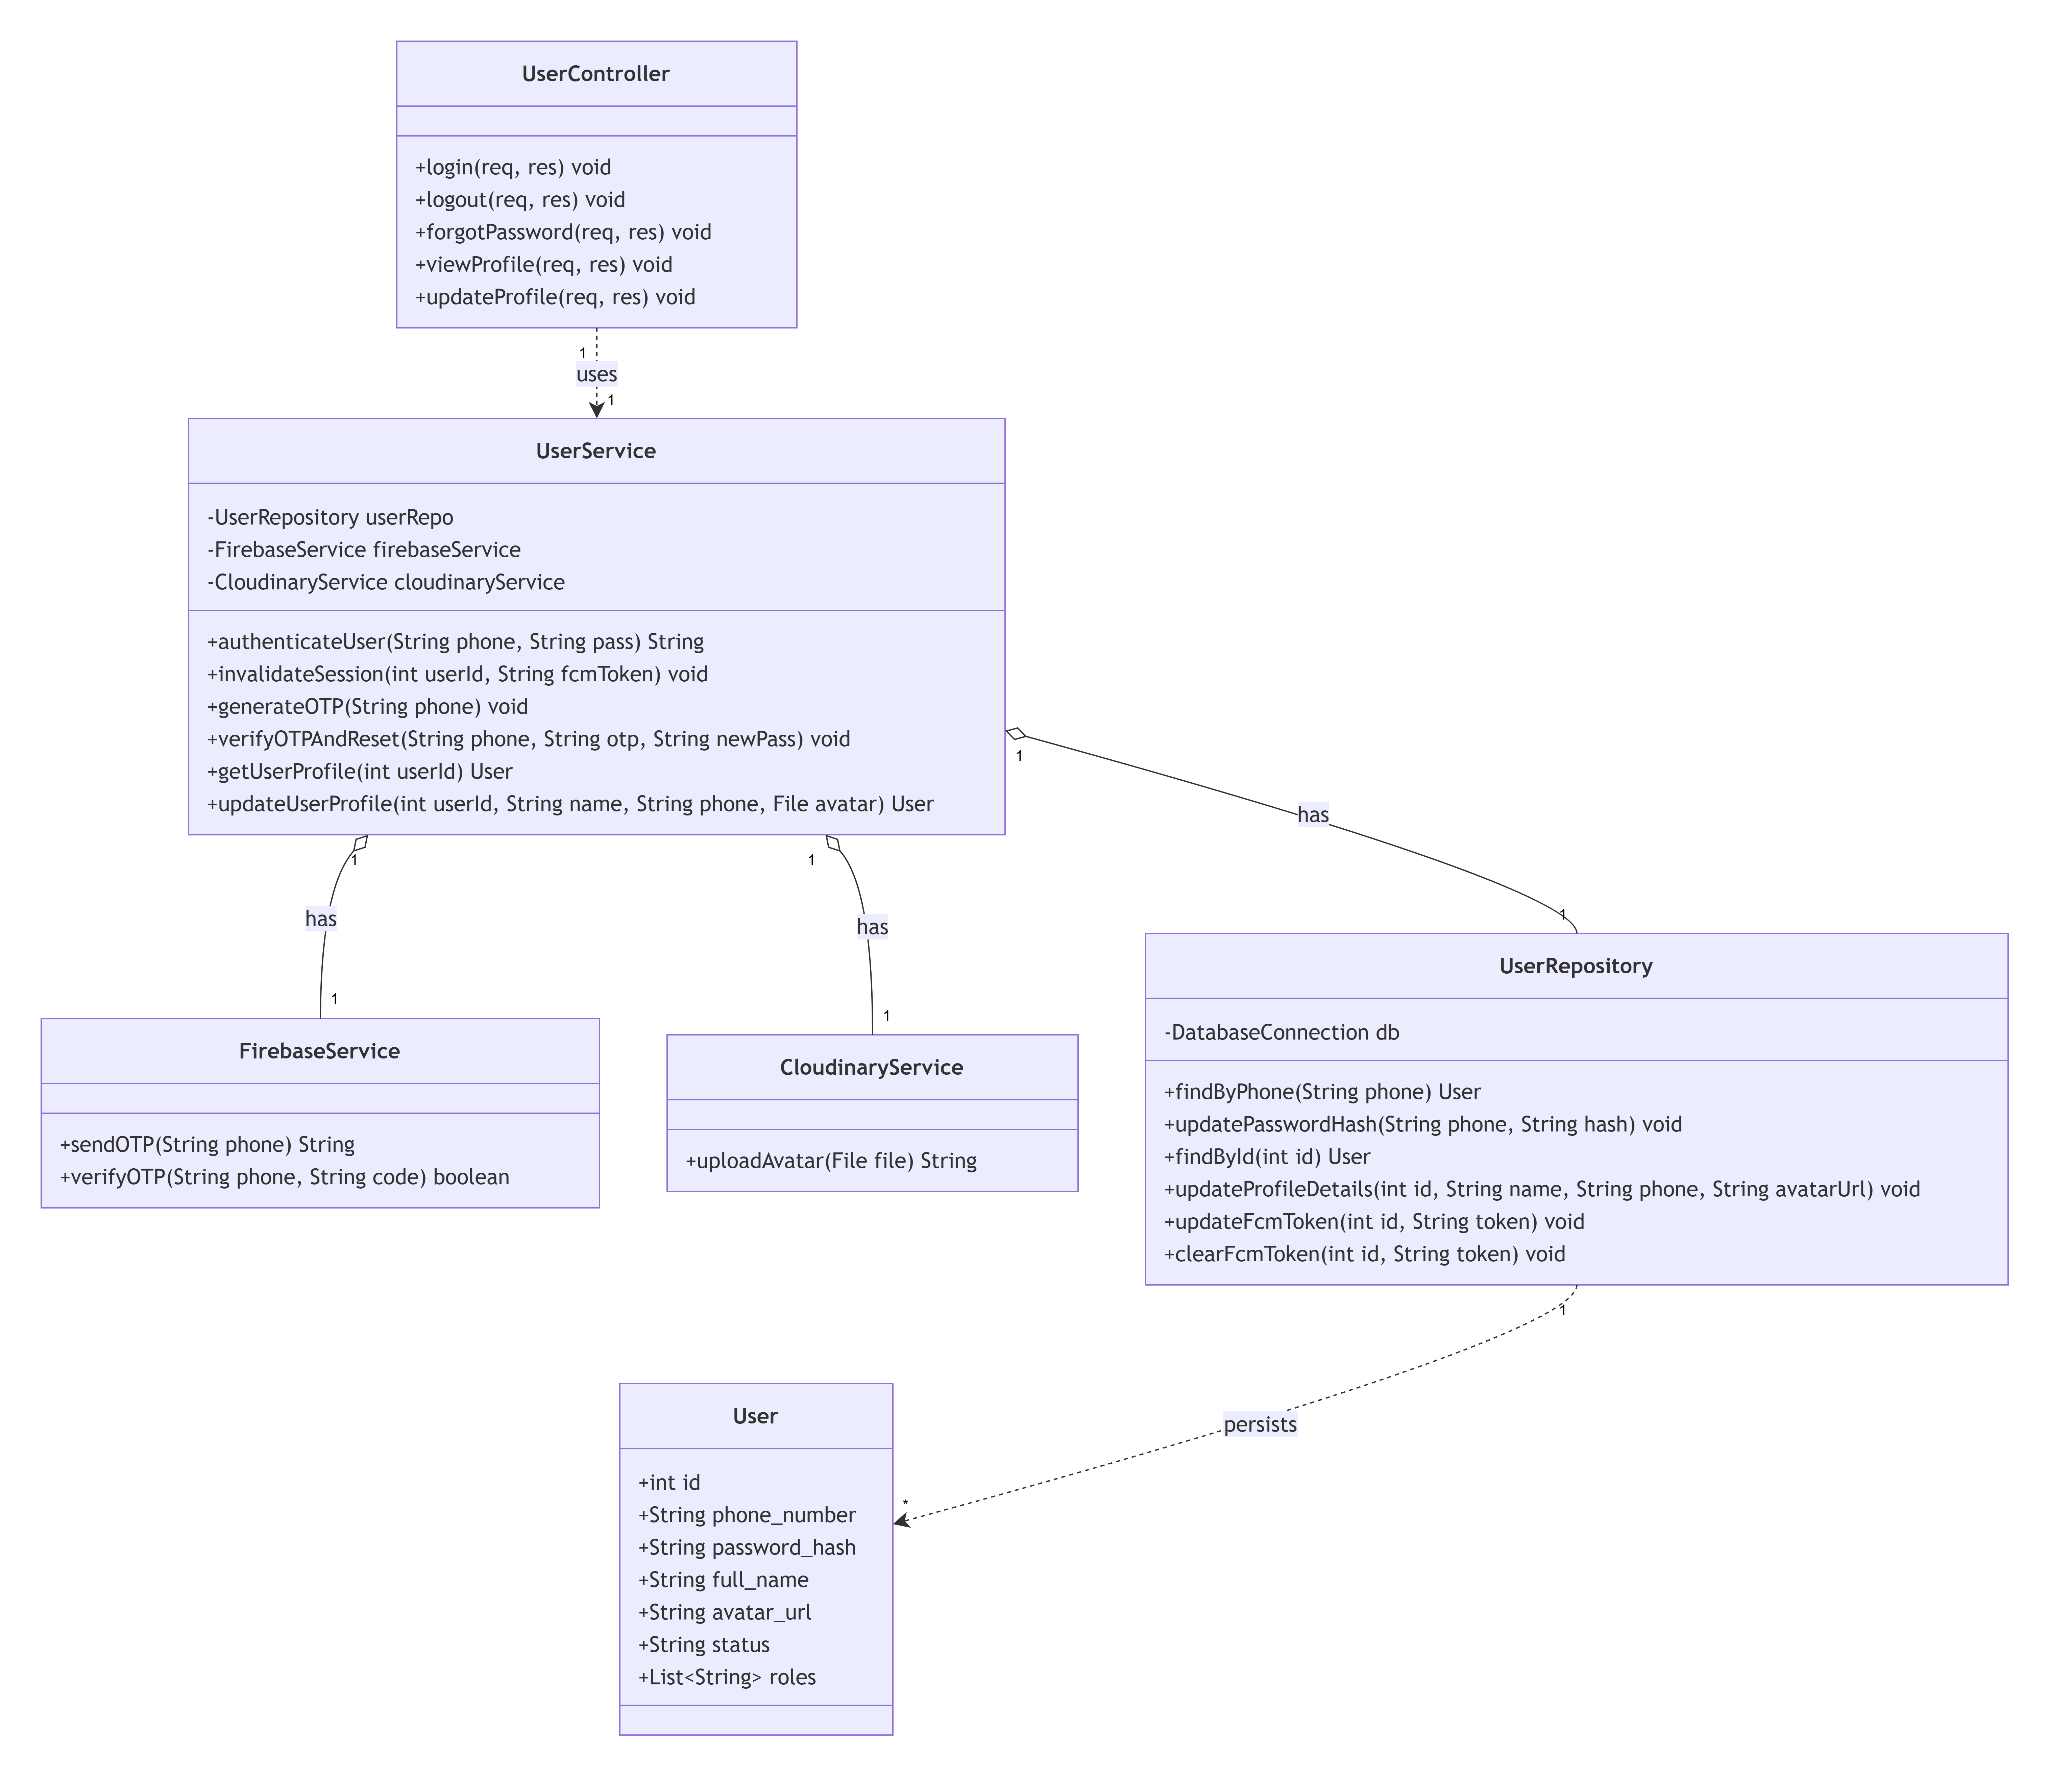 UserController
+login(req, res) void
+logout(req, res) void
+forgotPassword(req, res) void
+viewProfile(req, res) void
+updateProfile(req, res) void
1
uses
1
UserService
-UserRepository userRepo
-FirebaseService firebaseService
-CloudinaryService cloudinaryService
+authenticateUser(String phone, String pass) String
+invalidateSession(int userId, String fcmToken) void
+generateOTP(String phone) void
+verifyOTPAndReset(String phone, String otp, String newPass) void
+getUserProfile(int userId) User
+updateUserProfile(int userId, String name, String phone, File avatar) User
1
has
1
1
has
1
1
has
1
FirebaseService
+sendOTP(String phone) String
+verifyOTP(String phone, String code) boolean
CloudinaryService
+uploadAvatar(File file) String
UserRepository
-DatabaseConnection db
+findByPhone(String phone) User
+updatePasswordHash(String phone, String hash) void
+findById(int id) User
+updateProfileDetails(int id, String name, String phone, String avatarUrl) void
+updateFcmToken(int id, String token) void
+clearFcmToken(int id, String token) void
1
persists
*
User
+int id
+String phone_number
+String password_hash
+String full_name
+String avatar_url
+String status
+List<String> roles